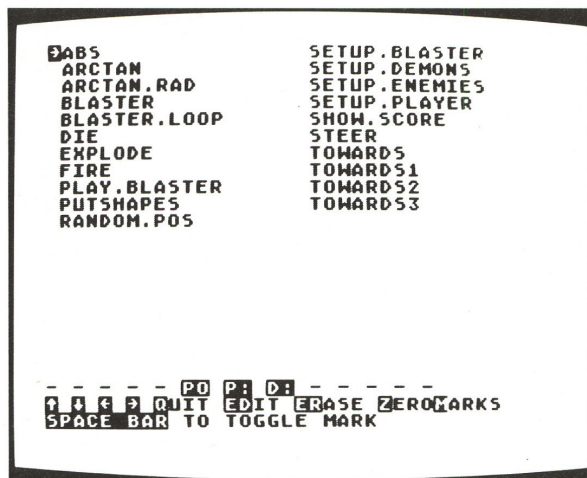 ABS
ARCTAN
ARCTAN.RAD
BLASTER
BLASTER.LOOP
DIE
EXPLODE
FIRE
PLAY.BLASTER
PUTSHAPES
RANDOM.POS
SETUP.BLASTER
SETUP.DEMONS
SETUP.ENEMIES
SETUP.PLAYER
SHOW.SCORE
STEER
TOWARDS
TOWARDS1
TOWARDS2
TOWARDS3
- - - - - PO P: D: - - - - -
↑ ↓ ← → QUIT EDIT ERASE ZEROMARKS
SPACE BAR TO TOGGLE MARK